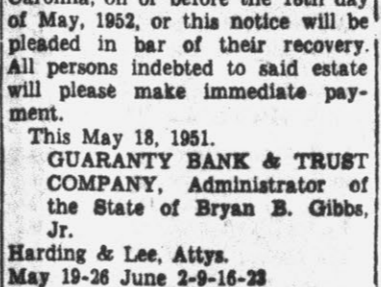 of May, 1952, or this notice will be
pleaded in bar of their recovery.
All persons indebted to said estate
will please make immediate pay-
ment.
This May 18, 1951.
GUARANTY BANK & TRUST
COMPANY, Administrator of
the State of Bryan B. Gibbs,
Jr.
Harding & Lee, Attys.
May 19-26 June 2-9-16-23